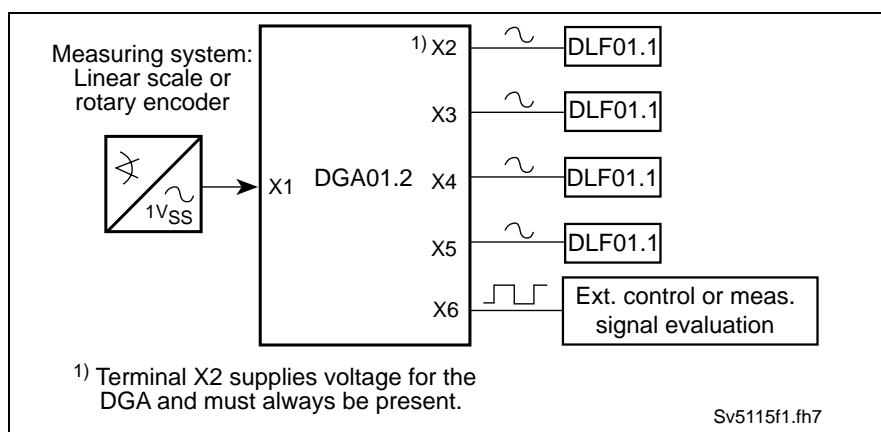 Measuring system:
Linear scale or
rotary encoder
1VSS
X1
DGA01.2
1) X2
DLF01.1
X3
DLF01.1
X4
DLF01.1
X5
DLF01.1
X6
Ext. control or meas.
signal evaluation
1) Terminal X2 supplies voltage for the
DGA and must always be present.
Sv5115f1.fh7